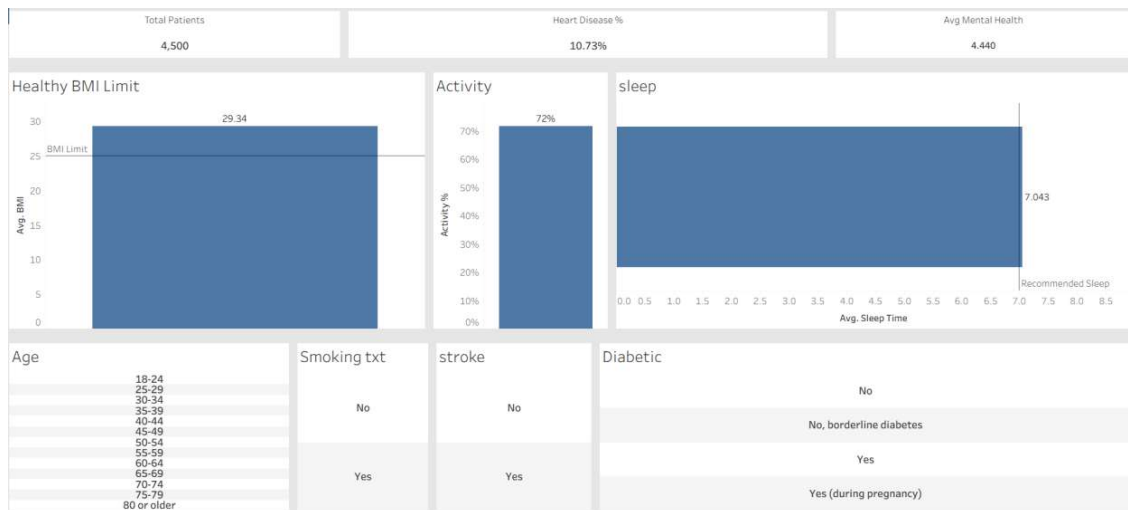 Total Patients
4,500
Heart Disease %
10.73%
Avg Mental Health
4.440
Healthy BMI Limit
30
25
20
15
10
5
0
Avg. BMI
BMI Limit
29.34
Activity
70%
60%
50%
40%
30%
20%
10%
0%
Activity %
72%
sleep
7.043
Recommended Sleep
0.0 0.5 1.0 1.5 2.0 2.5 3.0 3.5 4.0 4.5 5.0 5.5 6.0 6.5 7.0 7.5 8.0 8.5
Avg. Sleep Time
Age
18-24
25-29
30-34
35-39
40-44
45-49
50-54
55-59
60-64
65-69
70-74
75-79
80 or older
Smoking txt
No
Yes
stroke
No
Yes
Diabetic
No
No, borderline diabetes
Yes
Yes (during pregnancy)